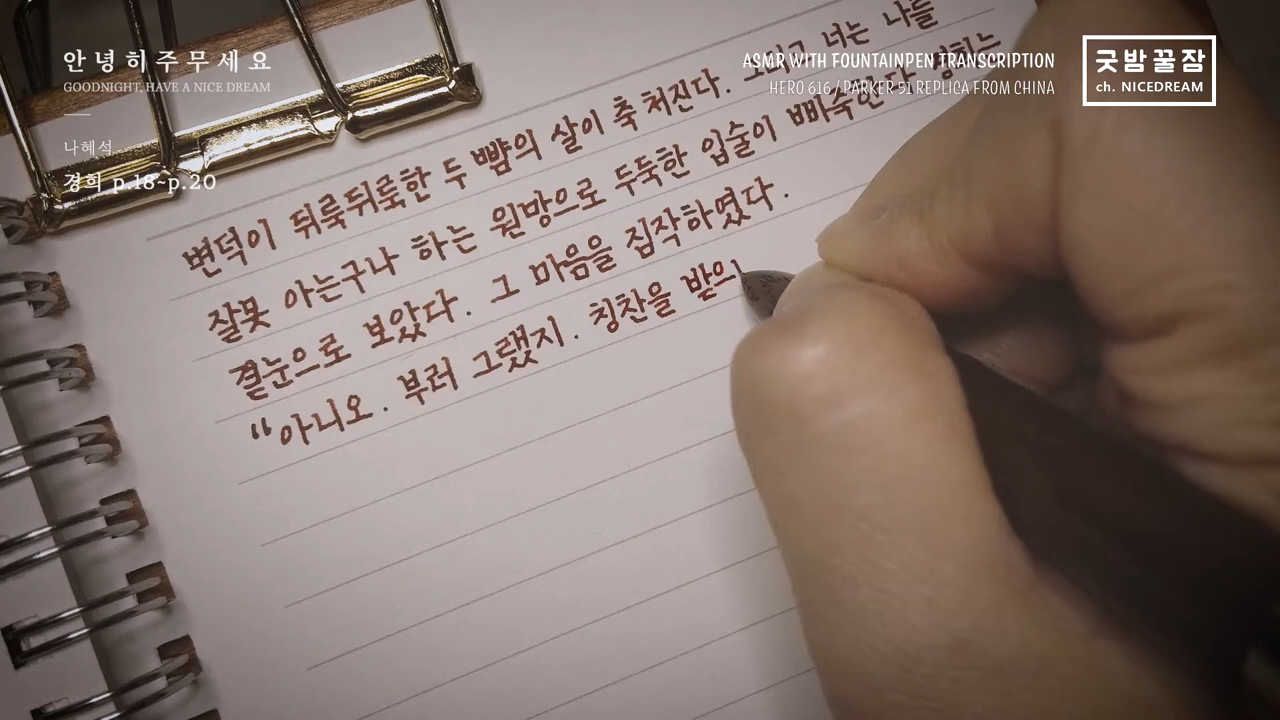 안녕히주무세요
GOODNIGHT, HAVE A NICE DREAM
나혜석
경희 p.18~p.20
ASMR WITH FOUNTAINPEN TRANSCRIPTION
HERO 616 / PARKER 51 REPLICA FROM CHINA
굿밤꿀잠
ch. NICEDREAM
변덕이 뒤룩뒤룩한 두 뺨의 살이 축 처진다. 그리고 너는 나를
잘못 아는구나 하는 원망으로 두둑한 입술이 삐죽한다. 경희는
곁눈으로 보았다. 그 마음을 짐작하였다.
“아니오. 부러 그랬지. 칭찬을 받으